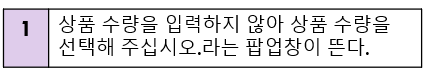 1
상품 수량을 입력하지 않아 상품 수량을
선택해 주십시오.라는 팝업창이 뜬다.